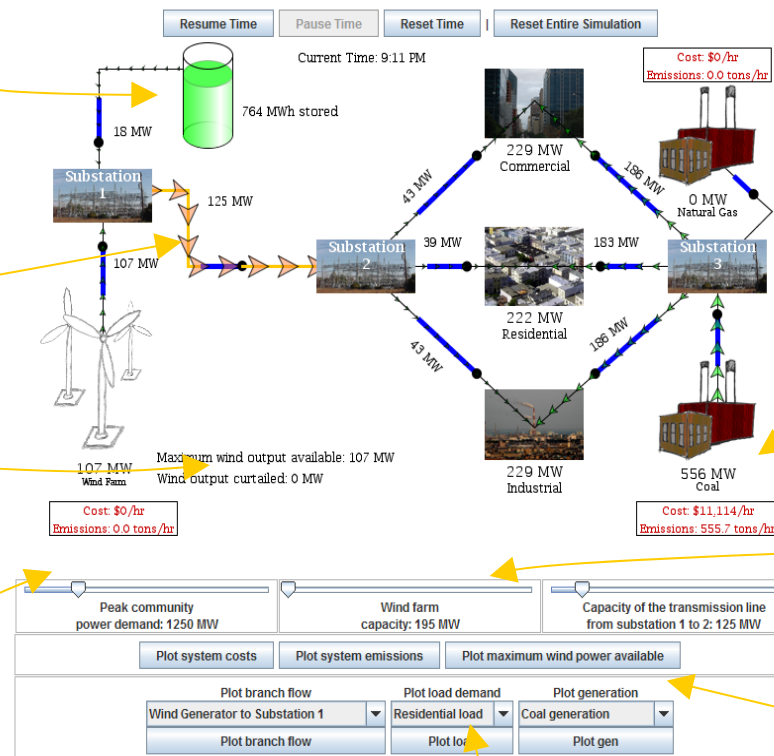 Resume Time
Pause Time
Reset Time
|
Reset Entire Simulation
Current Time: 9:11 PM
Cost: $0/hr
Emissions: 0.0 tons/hr
764 MWh stored
18 MW
229 MW
Commercial
Substation
1
125 MW
43 MW
186 MW
0 MW
Natural Gas
Substation
2
39 MW
183 MW
Substation
3
107 MW
222 MW
Residential
43 MW
186 MW
107 MW
Wind Farm
Maximum wind output available: 107 MW
Wind output curtailed: 0 MW
229 MW
Industrial
556 MW
Coal
Cost: $0/hr
Emissions: 0.0 tons/hr
Cost: $11,114/hr
Emissions: 555.7 tons/hr
Peak community
power demand: 1250 MW
Wind farm
capacity: 195 MW
Capacity of the transmission line
from substation 1 to 2: 125 MW
Plot system costs
Plot system emissions
Plot maximum wind power available
Plot branch flow
Plot load demand
Plot generation
Wind Generator to Substation 1
Residential load
Coal generation
Plot branch flow
Plot load
Plot gen